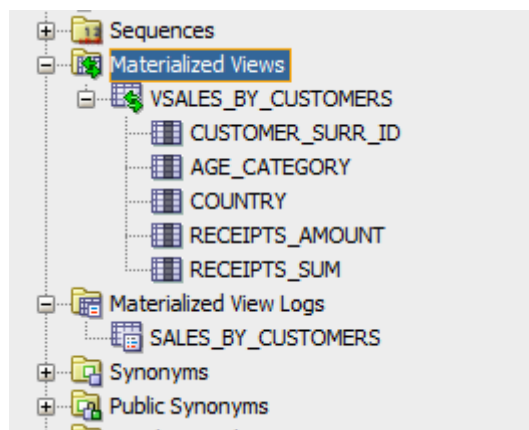 Sequences
Materialized Views
VSALES_BY_CUSTOMERS
CUSTOMER_SURR_ID
AGE_CATEGORY
COUNTRY
RECEIPTS_AMOUNT
RECEIPTS_SUM
Materialized View Logs
SALES_BY_CUSTOMERS
Synonyms
Public Synonyms